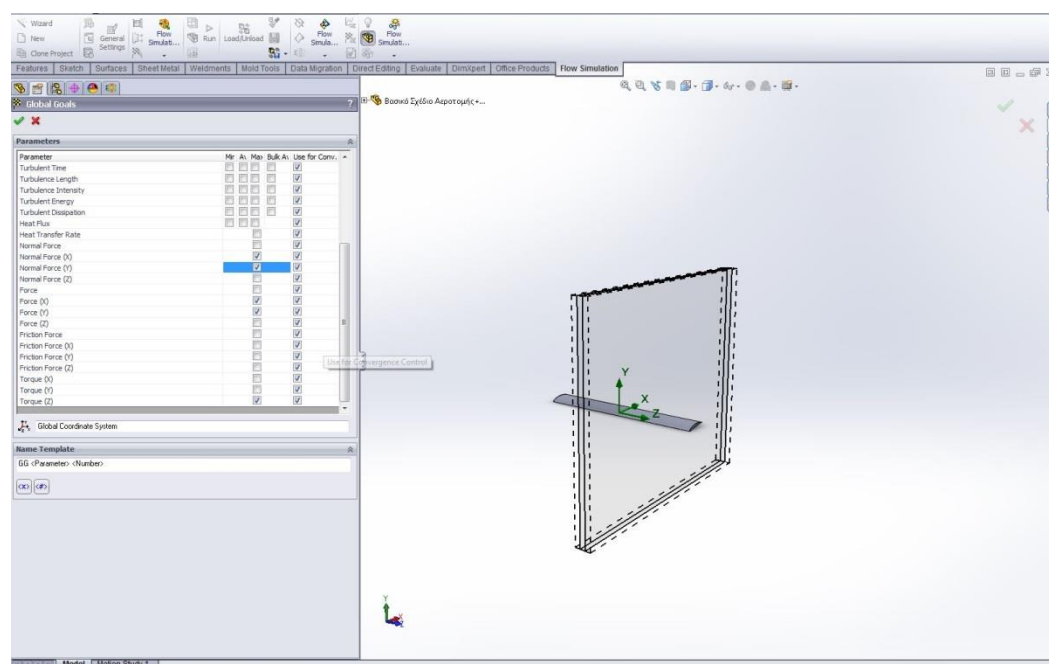 Wizard
New
Clone Project
General Settings
Flow Simulati...
Run
Load/Unload
Flow Simula...
Flow Simulati...
Features Sketch Surfaces Sheet Metal Weldments Mold Tools Data Migration Direct Editing Evaluate DimXpert Office Products Flow Simulation
Global Goals ?
Βασικό Σχέδιο Αεροτομής+...
Parameters
Parameter Mir A\ Max Bulk A\ Use for Conv.
Turbulent Time
Turbulence Length
Turbulence Intensity
Turbulent Energy
Turbulent Dissipation
Heat Flux
Heat Transfer Rate
Normal Force
Normal Force (X)
Normal Force (Y)
Normal Force (Z)
Force
Force (X)
Force (Y)
Force (Z)
Friction Force
Friction Force (X)
Use for Convergence Control
Friction Force (Y)
Friction Force (Z)
Torque (X)
Torque (Y)
Torque (Z)
Global Coordinate System
Name Template
GG <Parameter> <Number>
<X> <#>
Y
X
Z
Y
Model Motion Study 1